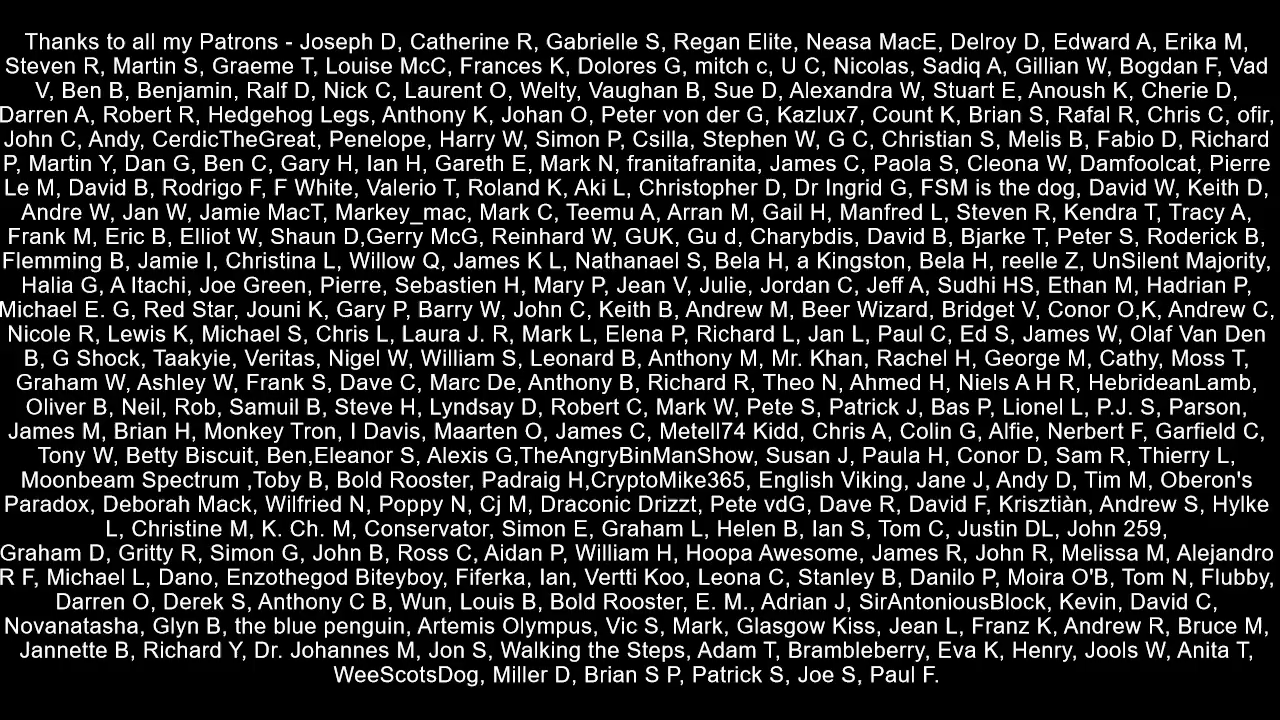 Thanks to all my Patrons - Joseph D, Catherine R, Gabrielle S, Regan Elite, Neasa MacE, Delroy D, Edward A, Erika M,
Steven R, Martin S, Graeme T, Louise McC, Frances K, Dolores G, mitch c, U C, Nicolas, Sadiq A, Gillian W, Bogdan F, Vad
V, Ben B, Benjamin, Ralf D, Nick C, Laurent O, Welty, Vaughan B, Sue D, Alexandra W, Stuart E, Anoush K, Cherie D,
Darren A, Robert R, Hedgehog Legs, Anthony K, Johan O, Peter von der G, Kazlux7, Count K, Brian S, Rafal R, Chris C, ofir,
John C, Andy, CerdicTheGreat, Penelope, Harry W, Simon P, Csilla, Stephen W, G C, Christian S, Melis B, Fabio D, Richard
P, Martin Y, Dan G, Ben C, Gary H, Ian H, Gareth E, Mark N, franitafranita, James C, Paola S, Cleona W, Damfoolcat, Pierre
Le M, David B, Rodrigo F, F White, Valerio T, Roland K, Aki L, Christopher D, Dr Ingrid G, FSM is the dog, David W, Keith D,
Andre W, Jan W, Jamie MacT, Markey_mac, Mark C, Teemu A, Arran M, Gail H, Manfred L, Steven R, Kendra T, Tracy A,
Frank M, Eric B, Elliot W, Shaun D,Gerry McG, Reinhard W, GUK, Gu d, Charybdis, David B, Bjarke T, Peter S, Roderick B,
Flemming B, Jamie I, Christina L, Willow Q, James K L, Nathanael S, Bela H, a Kingston, Bela H, reelle Z, UnSilent Majority,
Halia G, A Itachi, Joe Green, Pierre, Sebastien H, Mary P, Jean V, Julie, Jordan C, Jeff A, Sudhi HS, Ethan M, Hadrian P,
Michael E. G, Red Star, Jouni K, Gary P, Barry W, John C, Keith B, Andrew M, Beer Wizard, Bridget V, Conor O,K, Andrew C,
Nicole R, Lewis K, Michael S, Chris L, Laura J. R, Mark L, Elena P, Richard L, Jan L, Paul C, Ed S, James W, Olaf Van Den
B, G Shock, Taakyie, Veritas, Nigel W, William S, Leonard B, Anthony M, Mr. Khan, Rachel H, George M, Cathy, Moss T,
Graham W, Ashley W, Frank S, Dave C, Marc De, Anthony B, Richard R, Theo N, Ahmed H, Niels A H R, HebrideanLamb,
Oliver B, Neil, Rob, Samuil B, Steve H, Lyndsay D, Robert C, Mark W, Pete S, Patrick J, Bas P, Lionel L, P.J. S, Parson,
James M, Brian H, Monkey Tron, I Davis, Maarten O, James C, Metell74 Kidd, Chris A, Colin G, Alfie, Nerbert F, Garfield C,
Tony W, Betty Biscuit, Ben,Eleanor S, Alexis G,TheAngryBinManShow, Susan J, Paula H, Conor D, Sam R, Thierry L,
Moonbeam Spectrum ,Toby B, Bold Rooster, Padraig H,CryptoMike365, English Viking, Jane J, Andy D, Tim M, Oberon's
Paradox, Deborah Mack, Wilfried N, Poppy N, Cj M, Draconic Drizzt, Pete vdG, Dave R, David F, Krisztiàn, Andrew S, Hylke
L, Christine M, K. Ch. M, Conservator, Simon E, Graham L, Helen B, Ian S, Tom C, Justin DL, John 259,
Graham D, Gritty R, Simon G, John B, Ross C, Aidan P, William H, Hoopa Awesome, James R, John R, Melissa M, Alejandro
R F, Michael L, Dano, Enzothegod Biteyboy, Fiferka, Ian, Vertti Koo, Leona C, Stanley B, Danilo P, Moira O'B, Tom N, Flubby,
Darren O, Derek S, Anthony C B, Wun, Louis B, Bold Rooster, E. M., Adrian J, SirAntoniousBlock, Kevin, David C,
Novanatasha, Glyn B, the blue penguin, Artemis Olympus, Vic S, Mark, Glasgow Kiss, Jean L, Franz K, Andrew R, Bruce M,
Jannette B, Richard Y, Dr. Johannes M, Jon S, Walking the Steps, Adam T, Brambleberry, Eva K, Henry, Jools W, Anita T,
WeeScotsDog, Miller D, Brian S P, Patrick S, Joe S, Paul F.